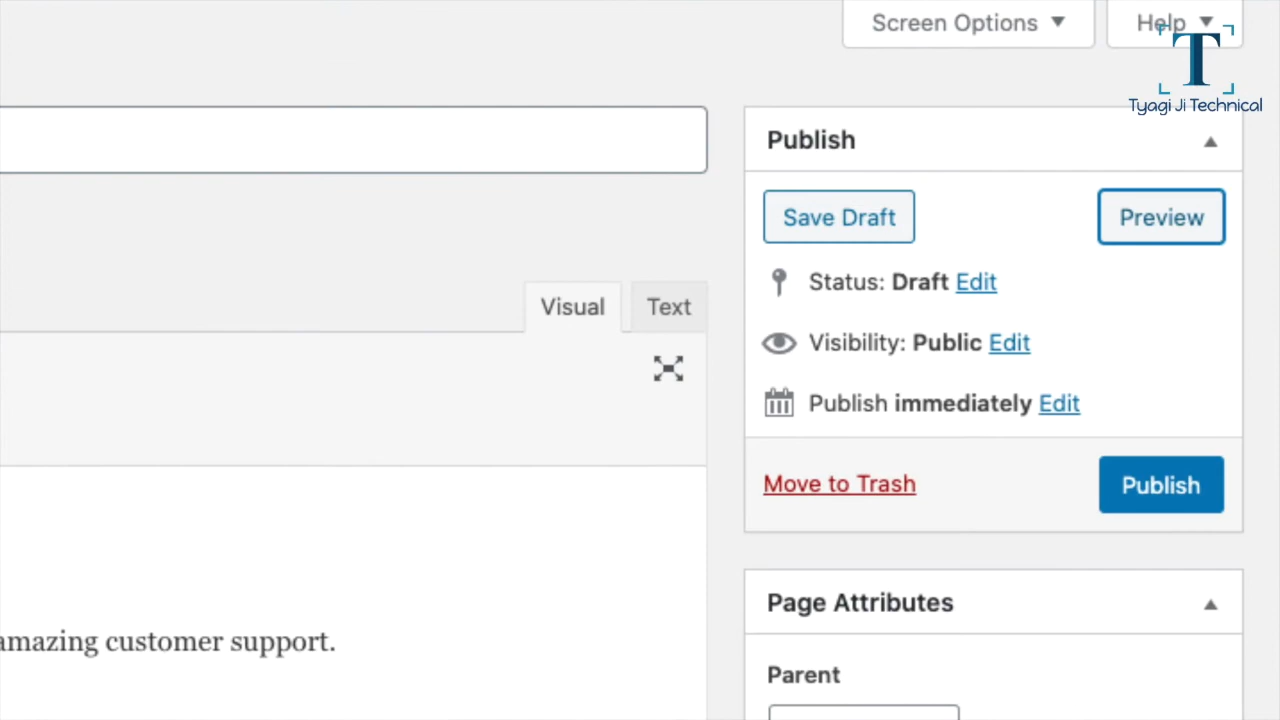 Screen Options
Help
T
Tyagi Ji Technical
Publish
Save Draft
Preview
Status: Draft Edit
Visual
Text
Visibility: Public Edit
Publish immediately Edit
Move to Trash
Publish
Page Attributes
amazing customer support.
Parent